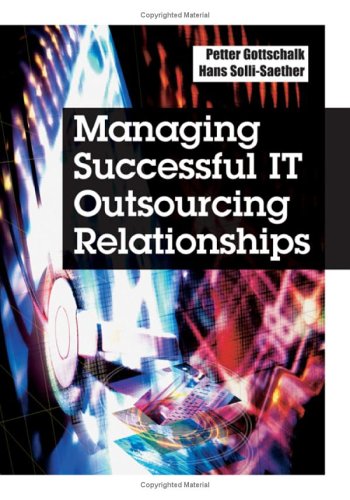 Copyrighted Material
Petter Gottschalk
Hans Solli-Saether
Managing
Successful IT
Outsourcing
Relationships
Copyrighted Material